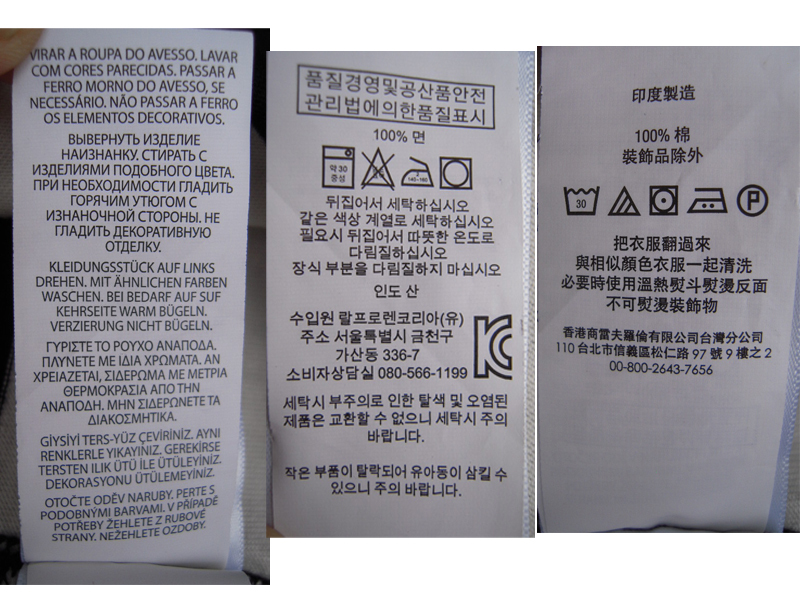 VIRAR A ROUPA DO AVESSO. LAVAR
COM CORES PARECIDAS. PASSAR A
FERRO MORNO DO AVESSO, SE
NECESSÁRIO. NÃO PASSAR A FERRO
OS ELEMENTOS DECORATIVOS.
ВЫВЕРНУТЬ ИЗДЕЛИЕ
НАИЗНАНКУ. СТИРАТЬ С
ИЗДЕЛИЯМИ ПОДОБНОГО ЦВЕТА.
ПРИ НЕОБХОДИМОСТИ ГЛАДИТЬ
ГОРЯЧИМ УТЮГОМ С
ИЗНАНОЧНОЙ СТОРОНЫ. НЕ
ГЛАДИТЬ ДЕКОРАТИВНУЮ
ОТДЕЛКУ.
KLEIDUNGSSTÜCK AUF LINKS
DREHEN. MIT ÄHNLICHEN FARBEN
WASCHEN. BEI BEDARF AUF SUF
KEHRSEITE WARM BÜGELN.
VERZIERUNG NICHT BÜGELN.
ΓΥΡΙΣΤΕ ΤΟ ΡΟΥΧΟ ΑΝΑΠΟΔΑ.
ΠΛΥΝΕΤΕ ΜΕ ΙΔΙΑ ΧΡΩΜΑΤΑ. ΑΝ
ΧΡΕΙΑΖΕΤΑΙ, ΣΙΔΕΡΩΜΑ ΜΕ ΜΕΤΡΙΑ
ΘΕΡΜΟΚΡΑΣΙΑ ΑΠΟ ΤΗΝ
ΑΝΑΠΟΔΗ. ΜΗΝ ΣΙΔΕΡΩΝΕΤΕ ΤΑ
ΔΙΑΚΟΣΜΗΤΙΚΑ.
GİYSİYİ TERS-YÜZ ÇEVİRİNİZ. AYNI
RENKLERLE YIKAYINIZ. GEREKİRSE
TERSTEN ILIK ÜTÜ İLE ÜTÜLEYİNİZ.
DEKORASYONU ÜTÜLEMEYİNİZ.
OTOČTE ODĚV NARUBY. PERTE S
PODOBNÝMI BARVAMI. V PŘÍPADĚ
POTŘEBY ŽEHLETE Z RUBOVÉ
STRANY. NEŽEHLETE OZDOBY.
품질경영및공산품안전
관리법에의한품질표시
100% 면
약 30
중성
140~160
뒤집어서 세탁하십시오
같은 색상 계열로 세탁하십시오
필요시 뒤집어서 따뜻한 온도로
다림질하십시오
장식 부분을 다림질하지 마십시오
인도 산
수입원 랄프로렌코리아(유)
주소 서울특별시 금천구
가산동 336-7
소비자상담실 080-566-1199
세탁시 부주의로 인한 탈색 및 오염된
제품은 교환할 수 없으니 세탁시 주의
바랍니다.
작은 부품이 탈락되어 유아동이 삼킬 수
있으니 주의 바랍니다.
印度製造
100% 棉
裝飾品除外
30 P
把衣服翻過來
與相似顏色衣服一起清洗
必要時使用溫熱熨斗熨燙反面
不可熨燙裝飾物
香港商雷夫羅倫有限公司台灣分公司
110 台北市信義區松仁路 97 號 9 樓之 2
00-800-2643-7656